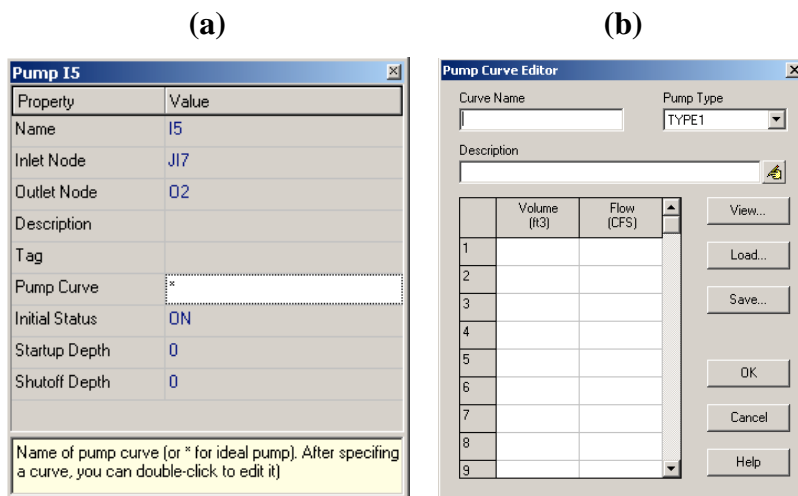 (a)
Pump I5
Property Value
Name I5
Inlet Node JI7
Outlet Node O2
Description
Tag
Pump Curve *
Initial Status ON
Startup Depth 0
Shutoff Depth 0
Name of pump curve (or * for ideal pump). After specifing
a curve, you can double-click to edit it)
(b)
Pump Curve Editor
Curve Name Pump Type
TYPE1
Description
Volume Flow
(ft3) (CFS)
1
2
3
4
5
6
7
8
9
View...
Load...
Save...
OK
Cancel
Help